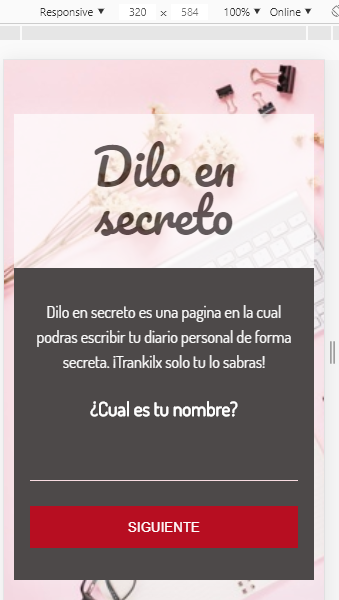 Responsive ▼ 320 × 584 100% ▼ Online ▼
Dilo en
secreto
Dilo en secreto es una pagina en la cual
podras escribir tu diario personal de forma
secreta. ¡Trankilx solo tu lo sabras!
¿Cual es tu nombre?
SIGUIENTE